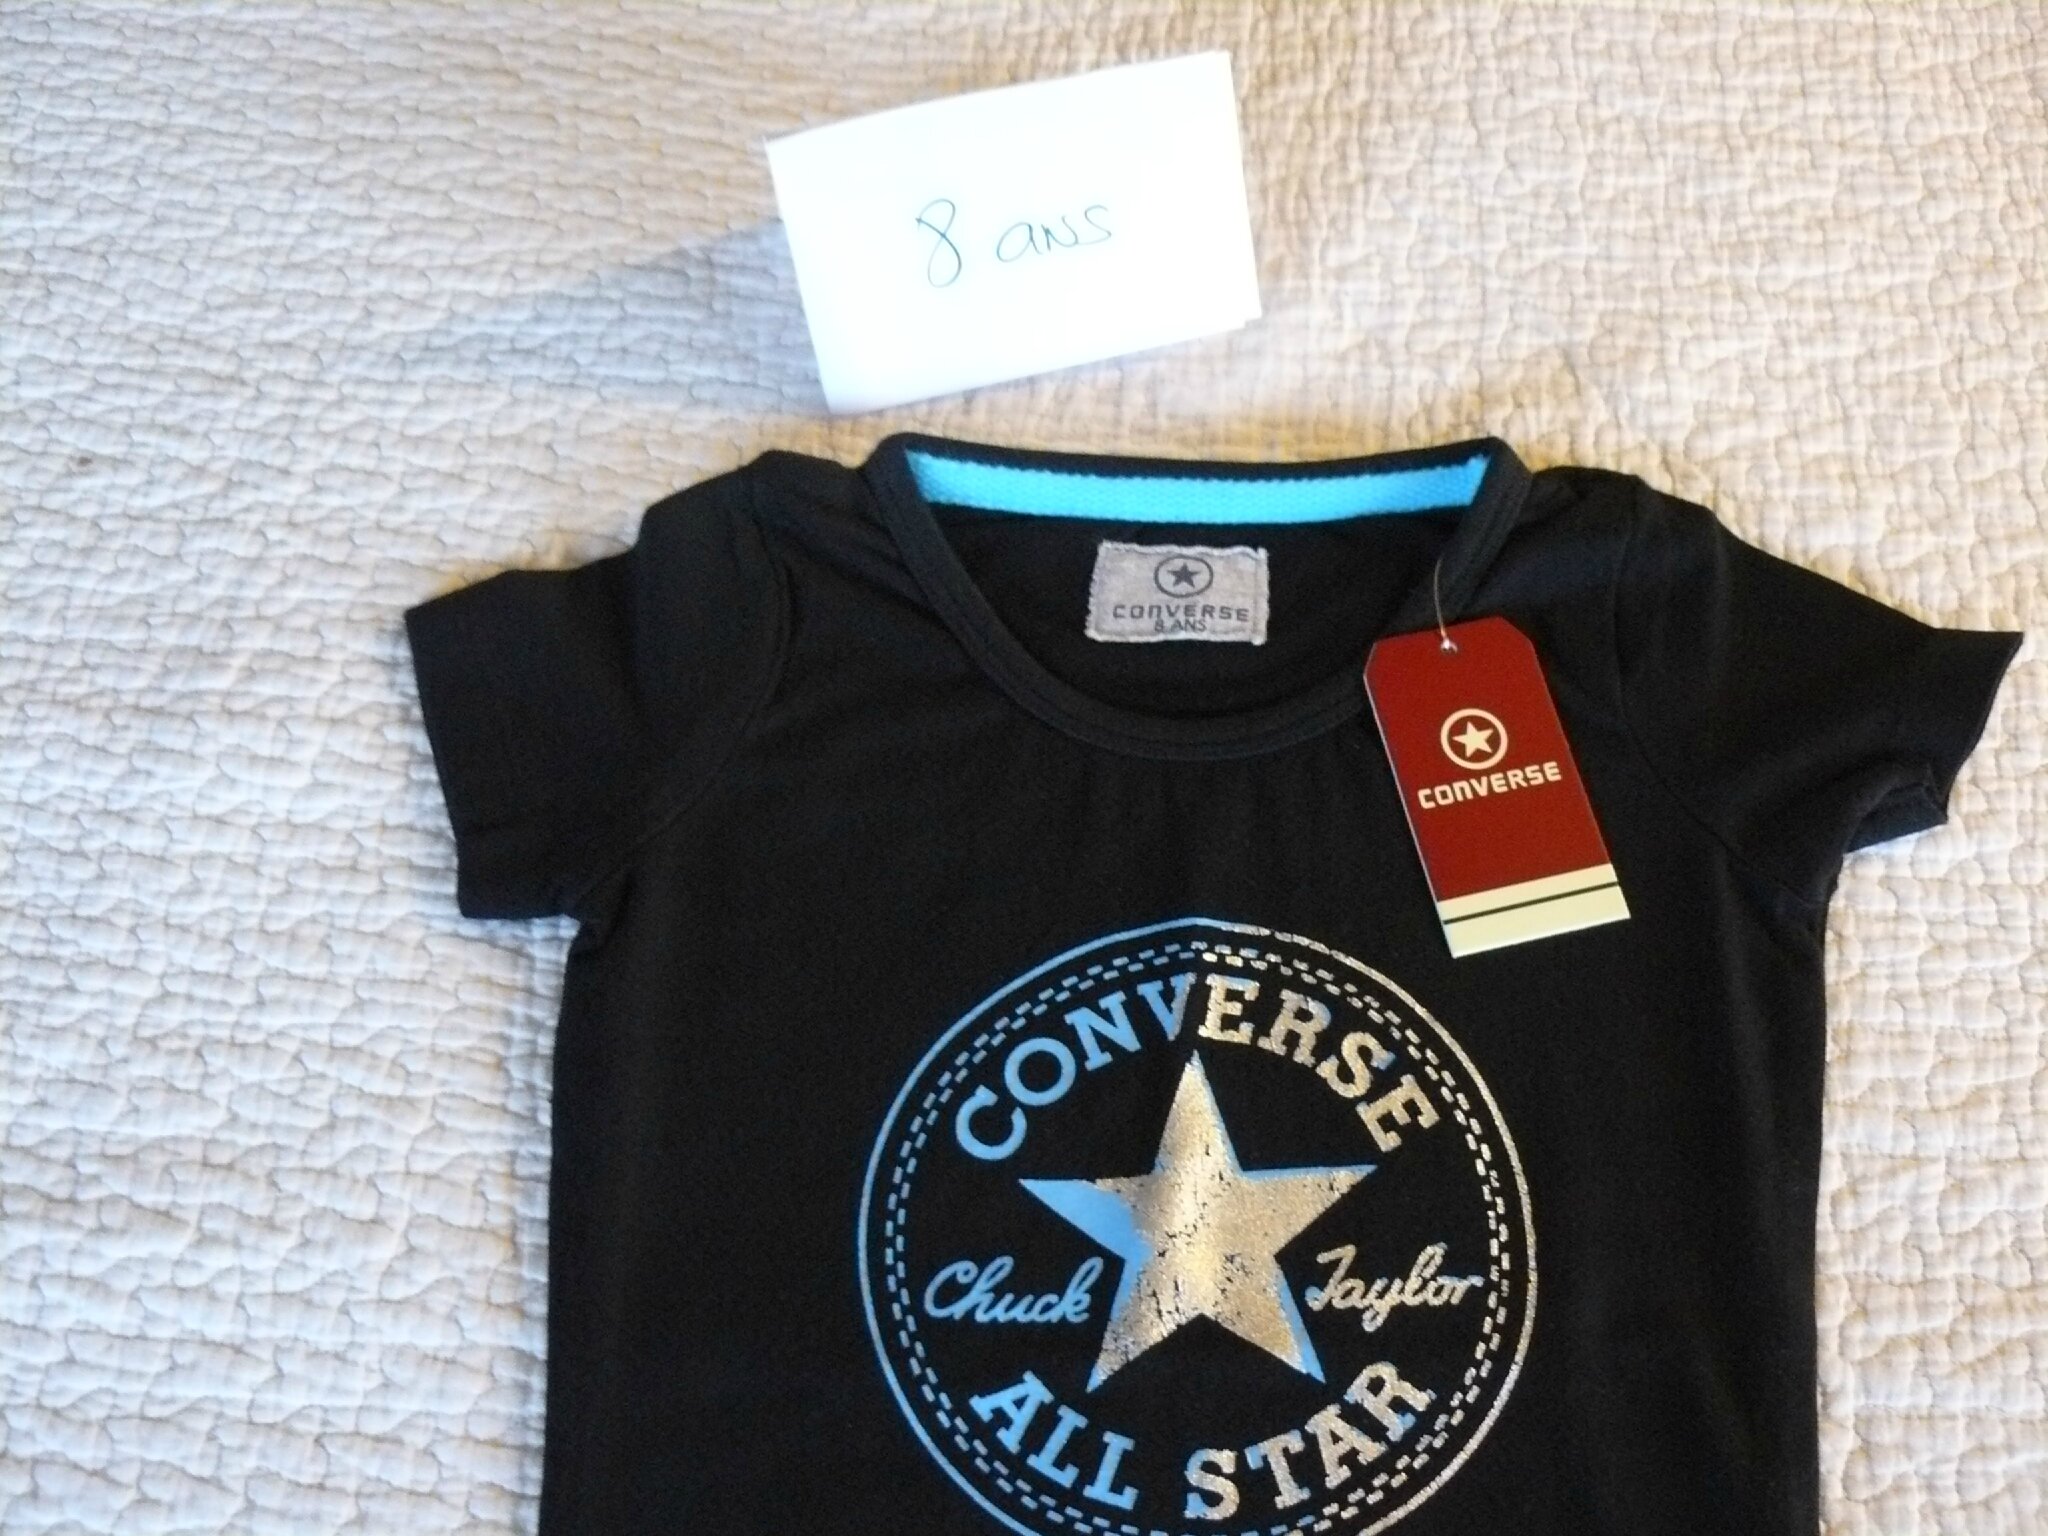 8 ans
CONVERSE
8 ANS
CONVERSE
CONVERSE
Chuck Taylor
ALL STAR